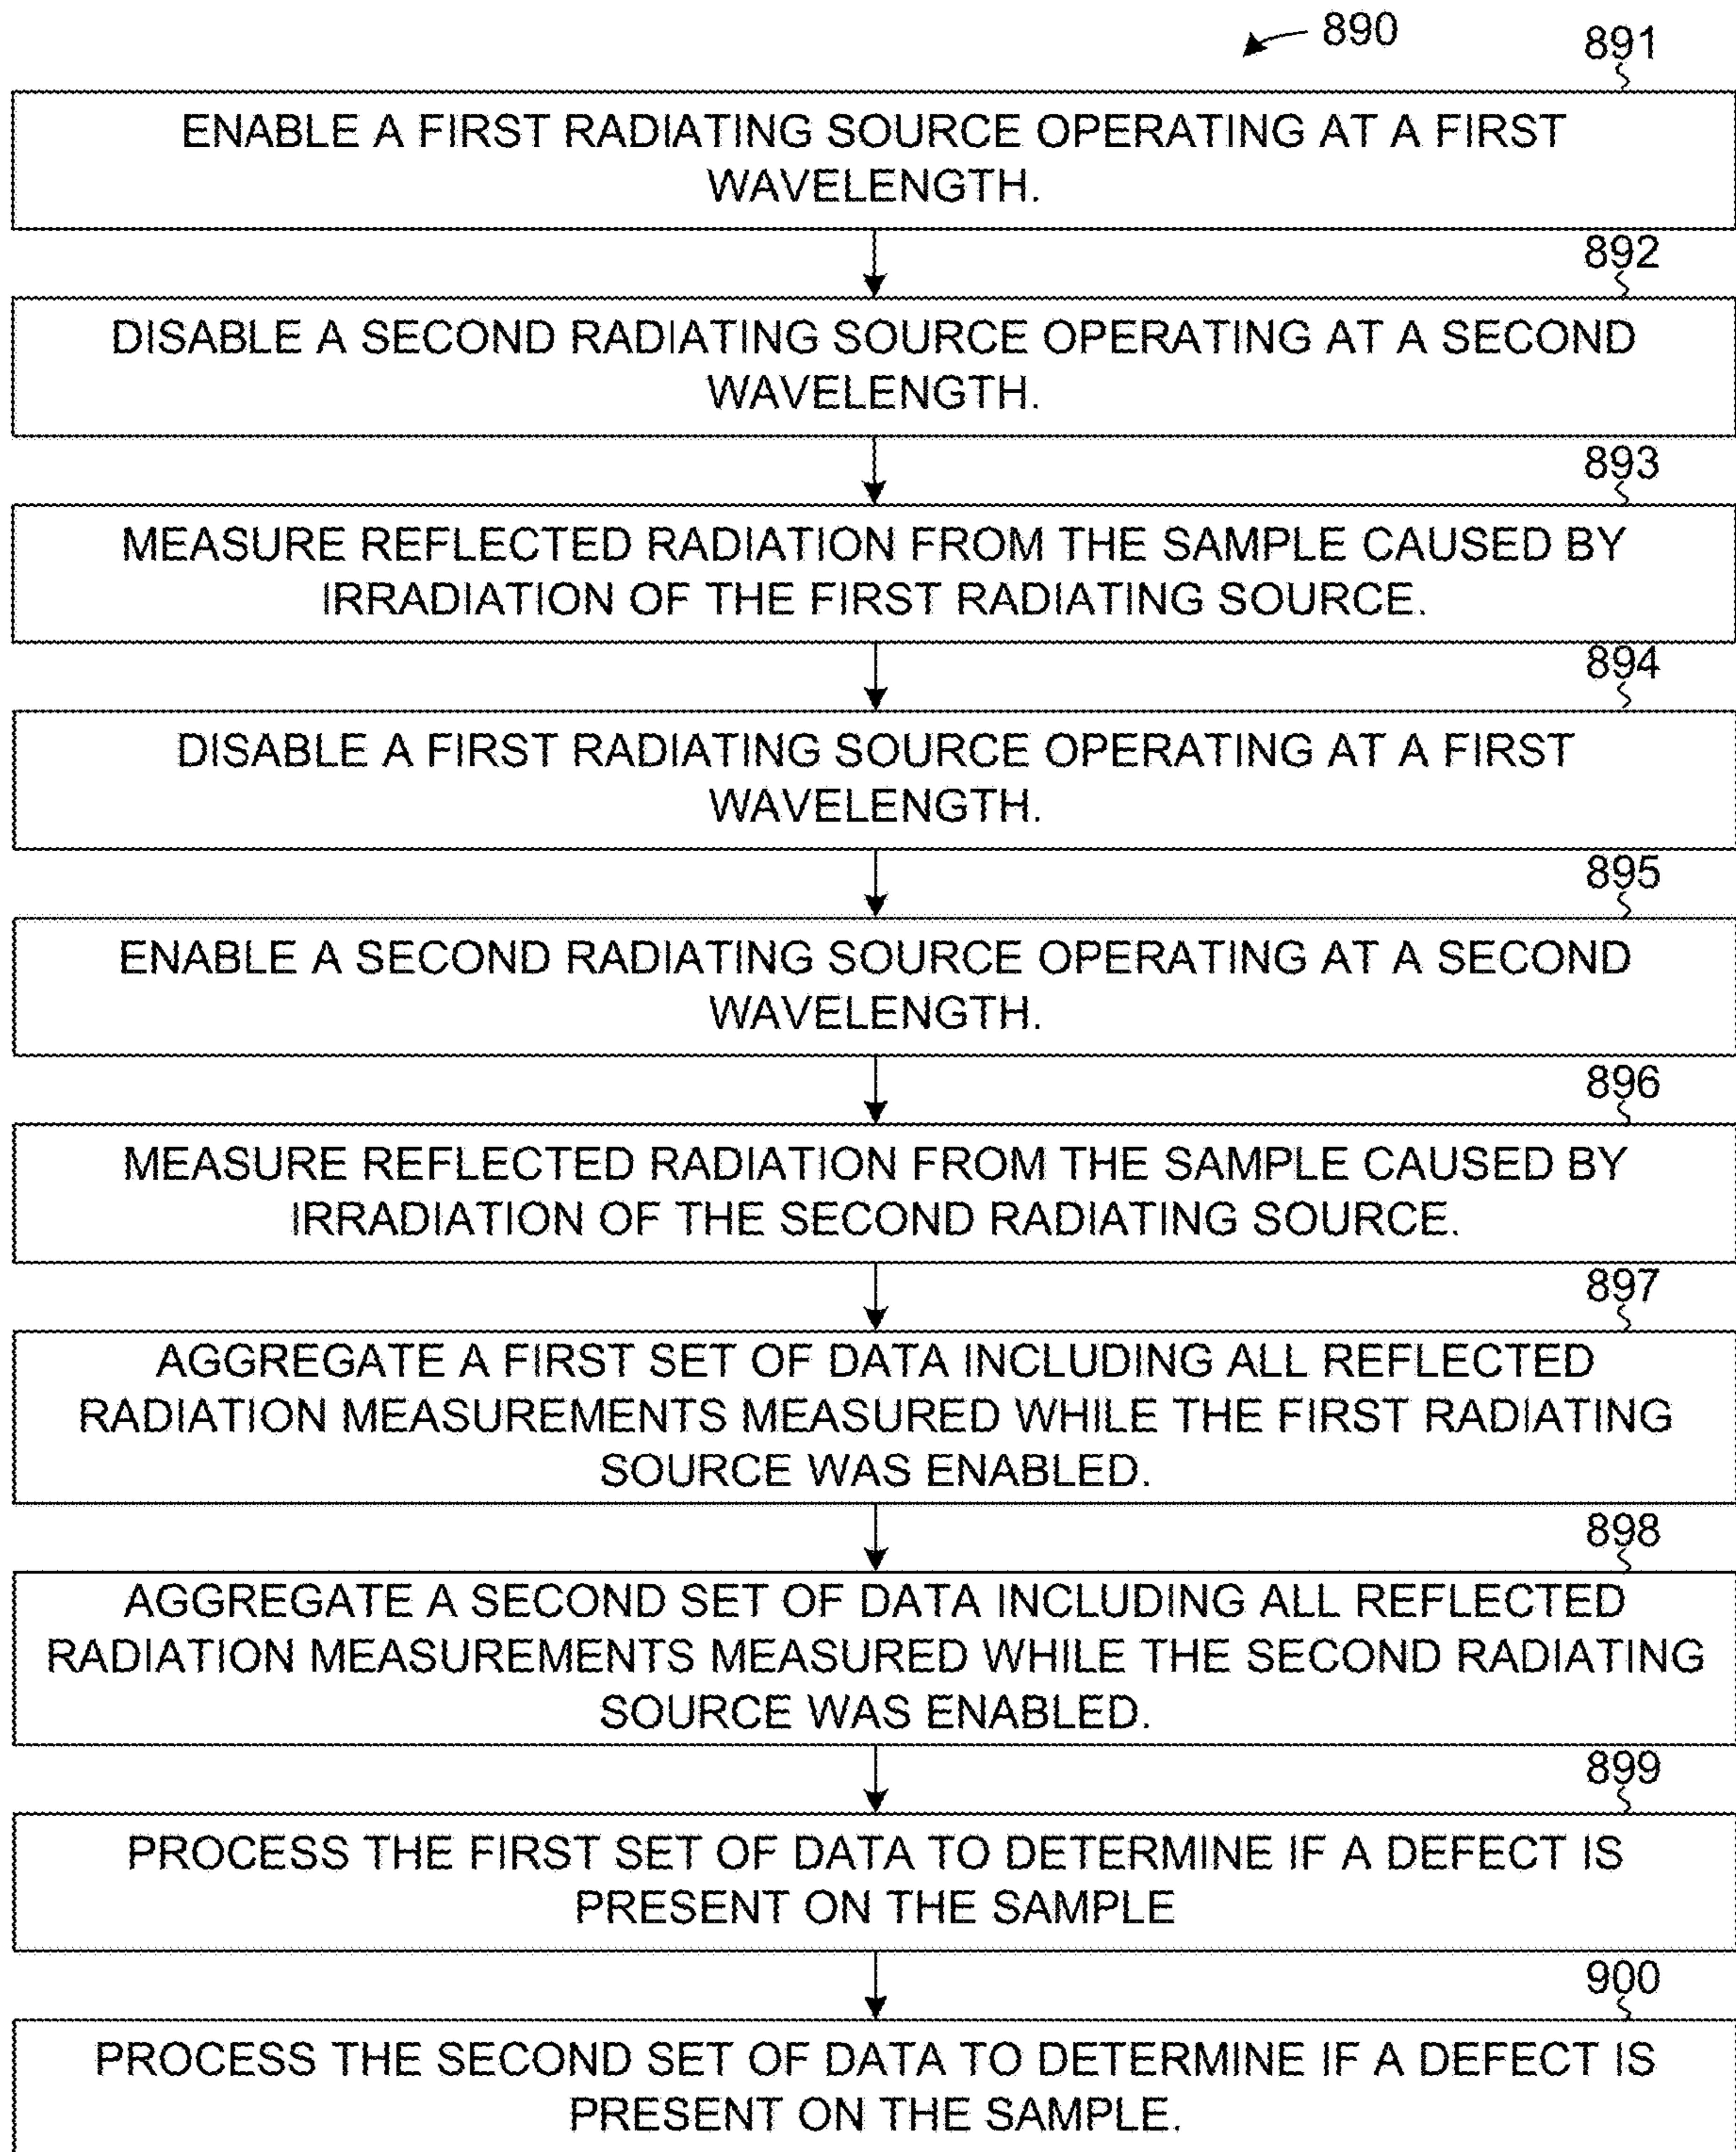 890
891
ENABLE A FIRST RADIATING SOURCE OPERATING AT A FIRST
WAVELENGTH.
892
DISABLE A SECOND RADIATING SOURCE OPERATING AT A SECOND
WAVELENGTH.
893
MEASURE REFLECTED RADIATION FROM THE SAMPLE CAUSED BY
IRRADIATION OF THE FIRST RADIATING SOURCE.
894
DISABLE A FIRST RADIATING SOURCE OPERATING AT A FIRST
WAVELENGTH.
895
ENABLE A SECOND RADIATING SOURCE OPERATING AT A SECOND
WAVELENGTH.
896
MEASURE REFLECTED RADIATION FROM THE SAMPLE CAUSED BY
IRRADIATION OF THE SECOND RADIATING SOURCE.
897
AGGREGATE A FIRST SET OF DATA INCLUDING ALL REFLECTED
RADIATION MEASUREMENTS MEASURED WHILE THE FIRST RADIATING
SOURCE WAS ENABLED.
898
AGGREGATE A SECOND SET OF DATA INCLUDING ALL REFLECTED
RADIATION MEASUREMENTS MEASURED WHILE THE SECOND RADIATING
SOURCE WAS ENABLED.
899
PROCESS THE FIRST SET OF DATA TO DETERMINE IF A DEFECT IS
PRESENT ON THE SAMPLE
900
PROCESS THE SECOND SET OF DATA TO DETERMINE IF A DEFECT IS
PRESENT ON THE SAMPLE.